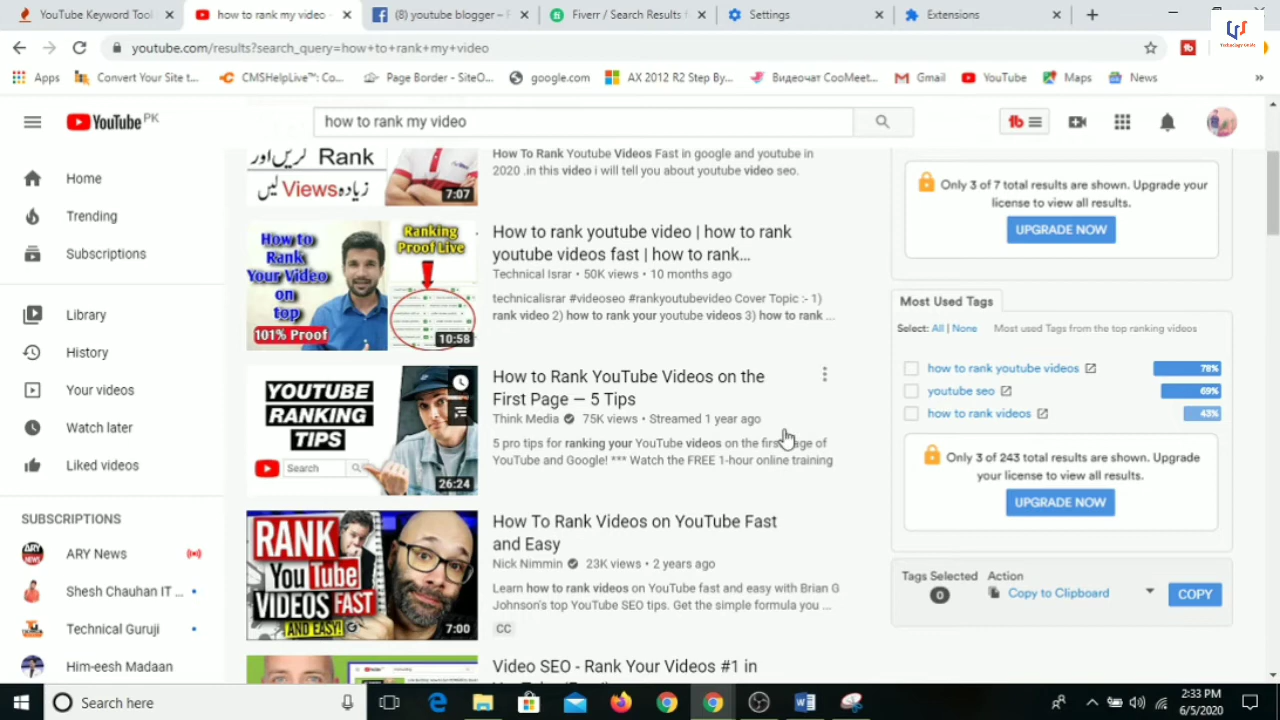 YouTube Keyword Tool
how to rank my video -
(8) youtube blogger – F
Fiverr / Search Results f
Settings
Extensions
youtube.com/results?search_query=how+to+rank+my+video
Technology Guide
Apps
Convert Your Site t...
CMSHelpLive™: Co...
Page Border - SiteO...
google.com
AX 2012 R2 Step By...
Видеочат CooMeet...
Gmail
YouTube
Maps
News
YouTube PK
how to rank my video
Home
Trending
Subscriptions
Library
History
Your videos
Watch later
Liked videos
SUBSCRIPTIONS
ARY News
Shesh Chauhan IT ...
Technical Guruji
Him-eesh Madaan
Rank کریں اور
زیادہ Views لیں
7:07
How To Rank Youtube Videos Fast in google and youtube in
2020 .in this video i will tell you about youtube video seo.
How to
Rank
Your Video
on
top
101% Proof
Ranking
Proof Live
10:58
How to rank youtube video | how to rank
youtube videos fast | how to rank...
Technical Israr • 50K views • 10 months ago
technicalisrar #videoseo #rankyoutubevideo Cover Topic :- 1)
rank video 2) how to rank your youtube videos 3) how to rank ...
YOUTUBE
RANKING
TIPS
Search
26:24
How to Rank YouTube Videos on the
First Page — 5 Tips
Think Media 75K views • Streamed 1 year ago
5 pro tips for ranking your YouTube videos on the first page of
YouTube and Google! *** Watch the FREE 1-hour online training
RANK
YouTube
VIDEOS FAST
AND EASY!
7:00
How To Rank Videos on YouTube Fast
and Easy
Nick Nimmin 23K views • 2 years ago
Learn how to rank videos on YouTube fast and easy with Brian G
Johnson's top YouTube SEO tips. Get the simple formula you ...
CC
Video SEO - Rank Your Videos #1 in
Only 3 of 7 total results are shown. Upgrade your
license to view all results.
UPGRADE NOW
Most Used Tags
Select: All | None Most used Tags from the top ranking videos
how to rank youtube videos 78%
youtube seo 69%
how to rank videos 43%
Only 3 of 243 total results are shown. Upgrade
your license to view all results.
UPGRADE NOW
Tags Selected Action
0 Copy to Clipboard COPY
Search here
2:33 PM
6/5/2020